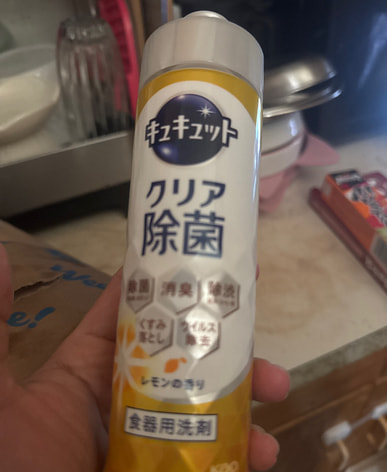 キュキュット
クリア
除菌
除菌
消臭
除渋
くすみ
落とし
ウイルス
除去
レモンの香り
食器用洗剤